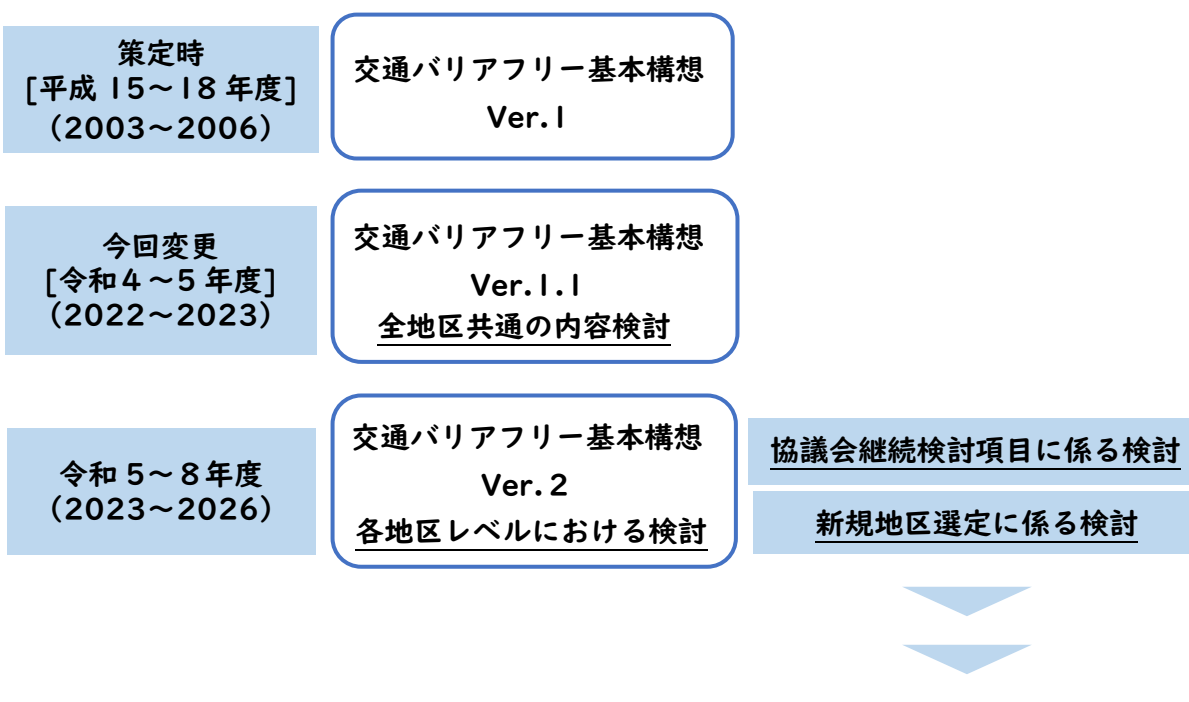 策定時
[平成 15～18 年度]
（2003～2006）
交通バリアフリー基本構想
Ver.1
今回変更
[令和４～5 年度]
（2022～2023）
交通バリアフリー基本構想
Ver.1.1
全地区共通の内容検討
令和 5～８年度
（2023～2026）
交通バリアフリー基本構想
Ver.２
各地区レベルにおける検討
協議会継続検討項目に係る検討
新規地区選定に係る検討